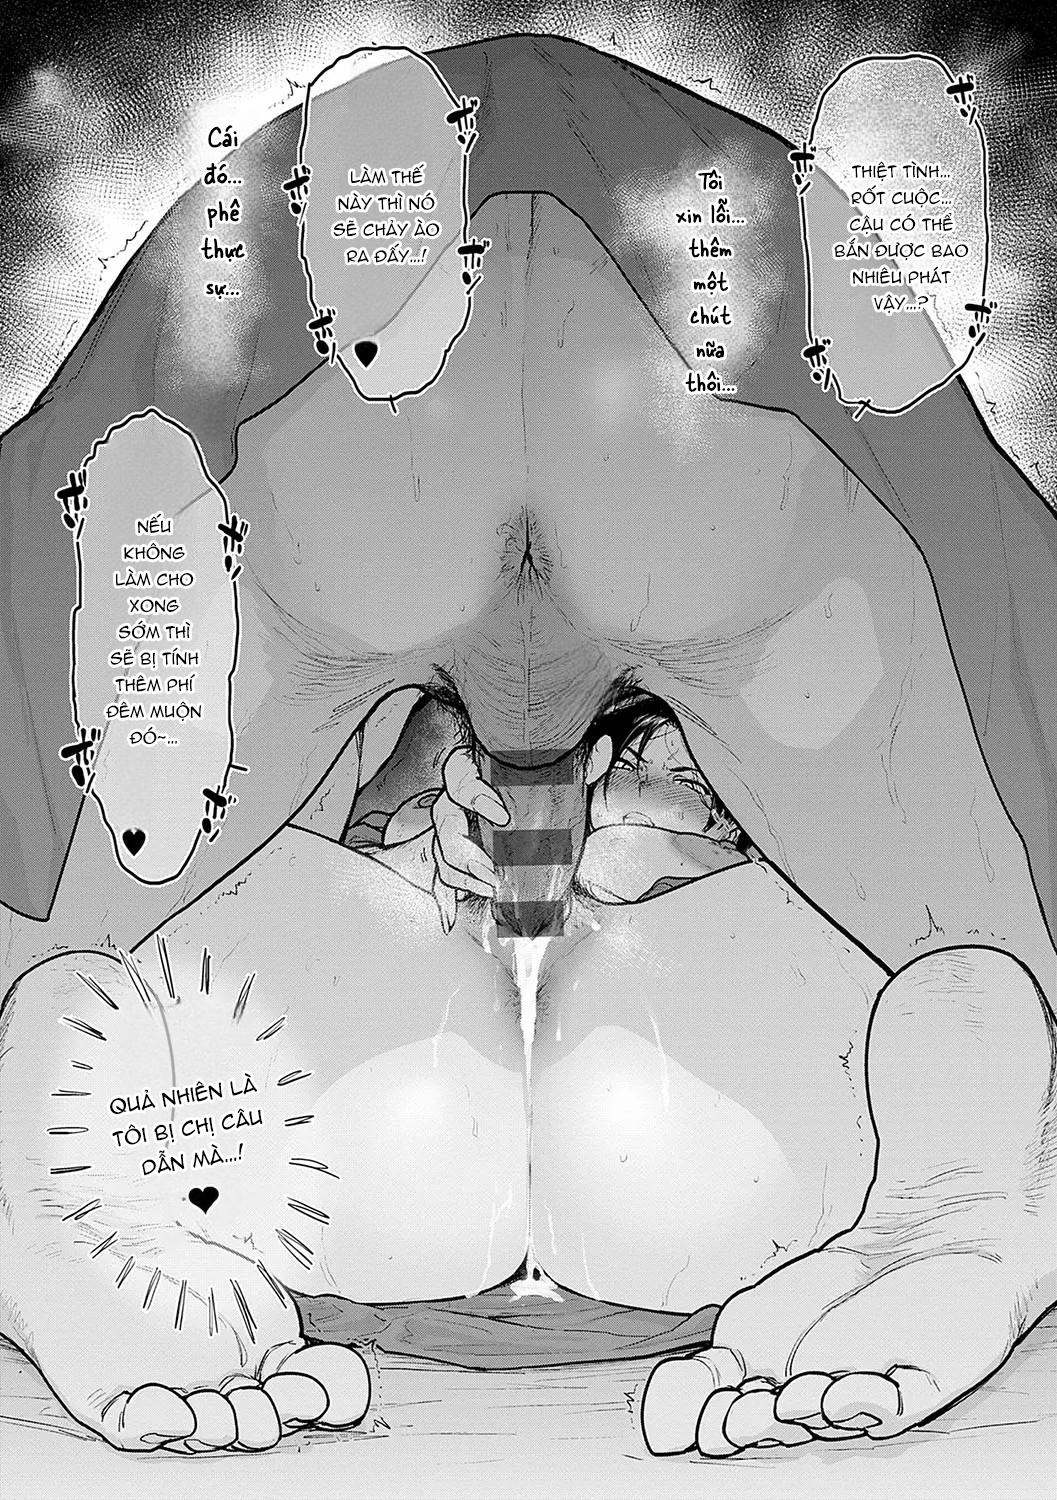 THIỆT TÌNH...
RỐT CUỘC...
CẬU CÓ THỂ
BẮN ĐƯỢC BAO
NHIÊU PHÁT
VẬY...?
Tôi
xin lỗi...
thêm
một
chút
nữa
thôi...
LÀM THẾ
NÀY THÌ NÓ
SẼ CHẢY ÀO
RA ĐẤY...!
Cái
đó...
phê
thực
sự...
NẾU
KHÔNG
LÀM CHO
XONG
SỚM THÌ
SẼ BỊ TÍNH
THÊM PHÍ
ĐÊM MUỘN
ĐÓ~...
QUẢ NHIÊN LÀ
TÔI BỊ CHỊ CÂU
DẪN MÀ...!